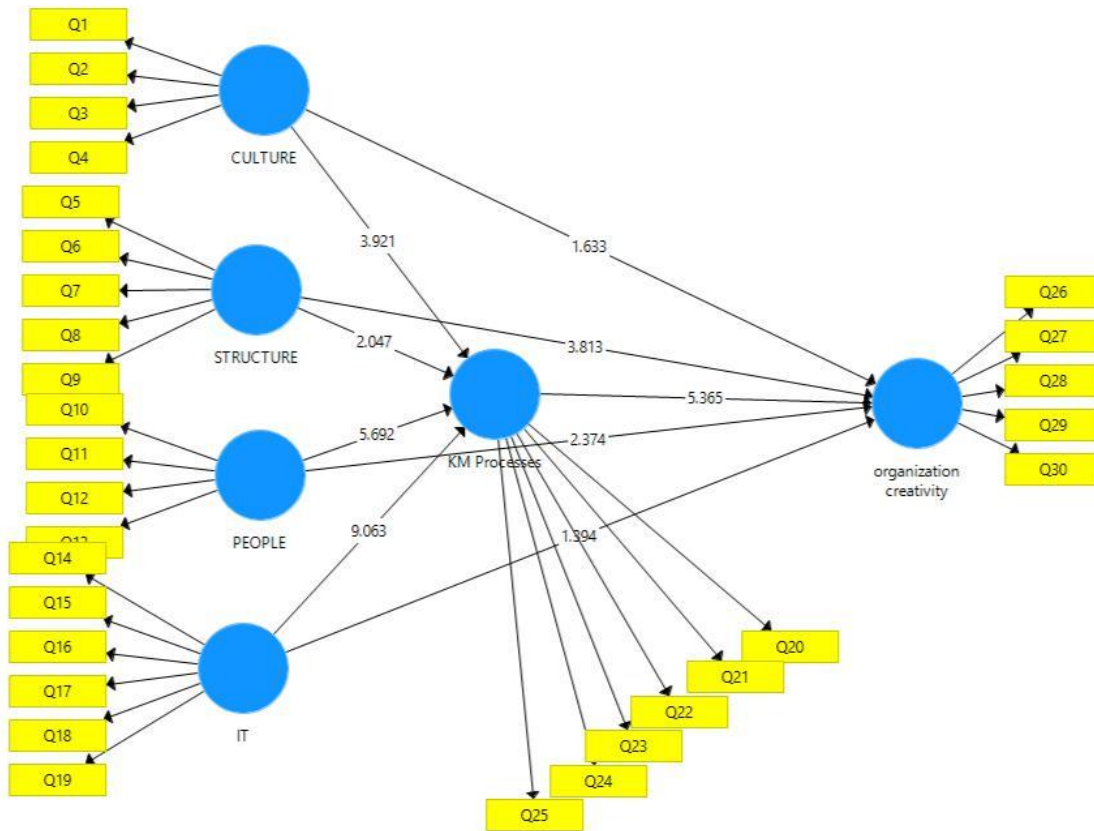 Q1
Q2
Q3
Q4
CULTURE
Q5
Q6
Q7
Q8
Q9
STRUCTURE
Q10
Q11
Q12
PEOPLE
Q14
Q15
Q16
Q17
Q18
Q19
IT
3.921
1.633
2.047
3.813
5.692
5.365
2.374
9.063
1.394
KM Processes
Q20
Q21
Q22
Q23
Q24
Q25
organization
creativity
Q26
Q27
Q28
Q29
Q30